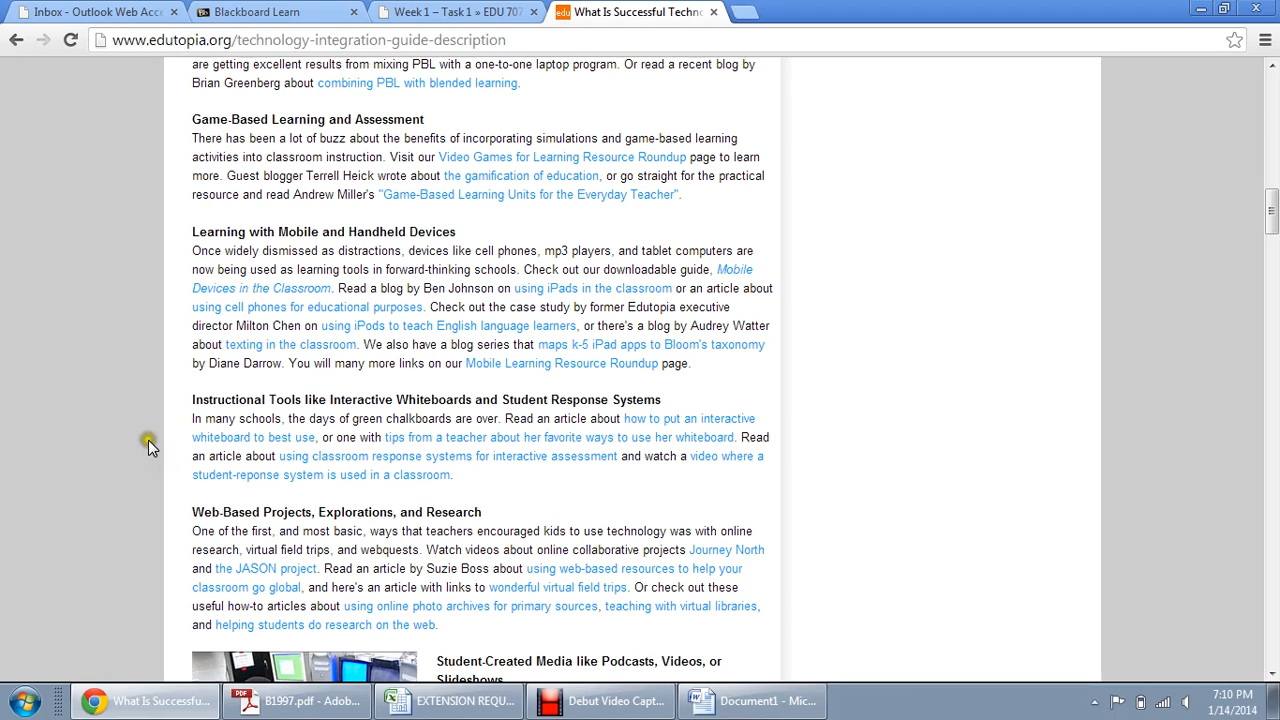 Inbox - Outlook Web Acce
Blackboard Learn
Week 1 – Task 1 » EDU 707
edu What Is Successful Techno
www.edutopia.org/technology-integration-guide-description
are getting excellent results from mixing PBL with a one-to-one laptop program. Or read a recent blog by
Brian Greenberg about combining PBL with blended learning.
Game-Based Learning and Assessment
There has been a lot of buzz about the benefits of incorporating simulations and game-based learning
activities into classroom instruction. Visit our Video Games for Learning Resource Roundup page to learn
more. Guest blogger Terrell Heick wrote about the gamification of education, or go straight for the practical
resource and read Andrew Miller's "Game-Based Learning Units for the Everyday Teacher".
Learning with Mobile and Handheld Devices
Once widely dismissed as distractions, devices like cell phones, mp3 players, and tablet computers are
now being used as learning tools in forward-thinking schools. Check out our downloadable guide, Mobile
Devices in the Classroom. Read a blog by Ben Johnson on using iPads in the classroom or an article about
using cell phones for educational purposes. Check out the case study by former Edutopia executive
director Milton Chen on using iPods to teach English language learners, or there's a blog by Audrey Watter
about texting in the classroom. We also have a blog series that maps k-5 iPad apps to Bloom's taxonomy
by Diane Darrow. You will many more links on our Mobile Learning Resource Roundup page.
Instructional Tools like Interactive Whiteboards and Student Response Systems
In many schools, the days of green chalkboards are over. Read an article about how to put an interactive
whiteboard to best use, or one with tips from a teacher about her favorite ways to use her whiteboard. Read
an article about using classroom response systems for interactive assessment and watch a video where a
student-reponse system is used in a classroom.
Web-Based Projects, Explorations, and Research
One of the first, and most basic, ways that teachers encouraged kids to use technology was with online
research, virtual field trips, and webquests. Watch videos about online collaborative projects Journey North
and the JASON project. Read an article by Suzie Boss about using web-based resources to help your
classroom go global, and here's an article with links to wonderful virtual field trips. Or check out these
useful how-to articles about using online photo archives for primary sources, teaching with virtual libraries,
and helping students do research on the web.
Student-Created Media like Podcasts, Videos, or
Slideshows
What Is Successfu...
PDF B1997.pdf - Adob...
EXTENSION REQU...
Debut Video Capt...
Document1 - Mic...
7:10 PM
1/14/2014